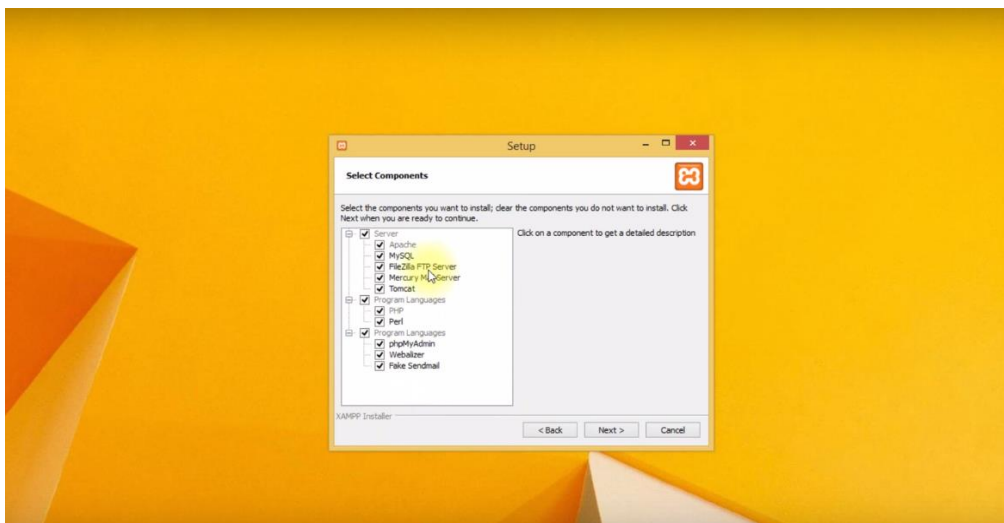 Setup
Select Components
Select the components you want to install; clear the components you do not want to install. Click
Next when you are ready to continue.
Server
Apache
MySQL
FileZilla FTP Server
Mercury Mail Server
Tomcat
Program Languages
PHP
Perl
Program Languages
phpMyAdmin
Webalizer
Fake Sendmail
Click on a component to get a detailed description
XAMPP Installer
< Back
Next >
Cancel